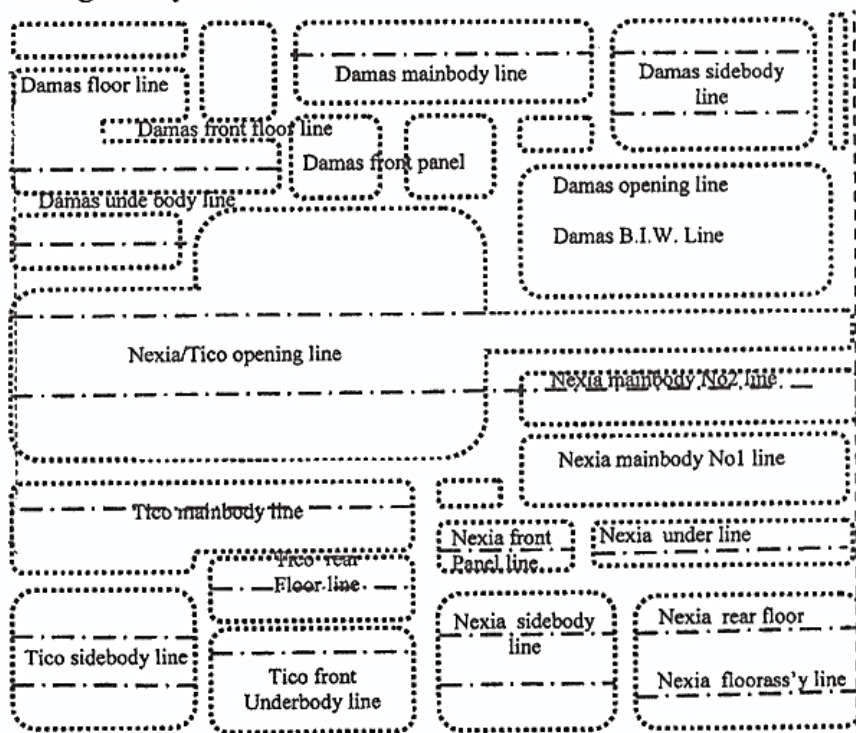 Damas floor line
Damas mainbody line
Damas sidebody
line
Damas front floor line
Damas front panel
Damas unde body line
Damas opening line
Damas B.I.W. Line
Nexia/Tico opening line
Nexia mainbody No2 line
Nexia mainbody No1 line
Tico mainbody line
Nexia front
Panel line
Nexia under line
Tico rear
Floor line
Tico sidebody line
Tico front
Underbody line
Nexia sidebody
line
Nexia rear floor
Nexia floorass'y line